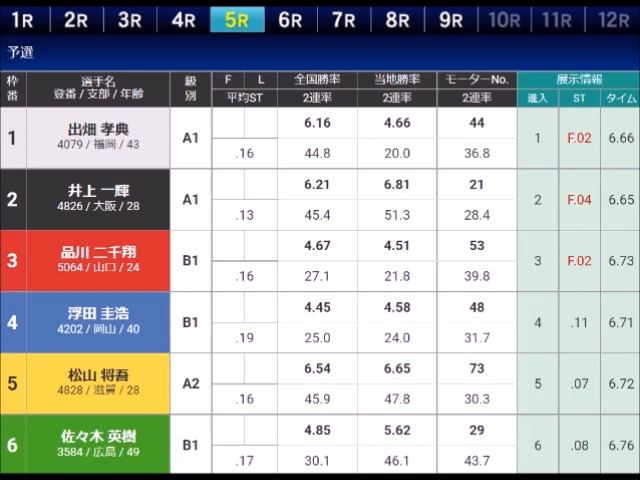 1R 2R 3R 4R 5R 6R 7R 8R 9R 10R 11R 12R
予選
枠番 選手名 登番 / 支部 / 年齢 級別 F L 平均ST 全国勝率 2連率 当地勝率 2連率 モーターNo. 2連率 展示情報 進入 ST タイム
1 出畑 孝典 A1 6.16 4.66 44 1 F.02 6.66
4079 / 福岡 / 43 .16 44.8 20.0 36.8
2 井上 一輝 A1 6.21 6.81 21 2 F.04 6.65
4826 / 大阪 / 28 .13 45.4 51.3 28.4
3 品川 二千翔 B1 4.67 4.51 53 3 F.02 6.73
5064 / 山口 / 24 .16 27.1 21.8 39.8
4 浮田 圭浩 B1 4.45 4.58 48 4 .11 6.71
4202 / 岡山 / 40 .19 25.0 24.0 31.7
5 松山 将吾 A2 6.54 6.65 73 5 .07 6.72
4828 / 滋賀 / 28 .16 45.9 47.8 30.3
6 佐々木 英樹 B1 4.85 5.62 29 6 .08 6.76
3584 / 広島 / 49 .17 30.1 46.1 43.7